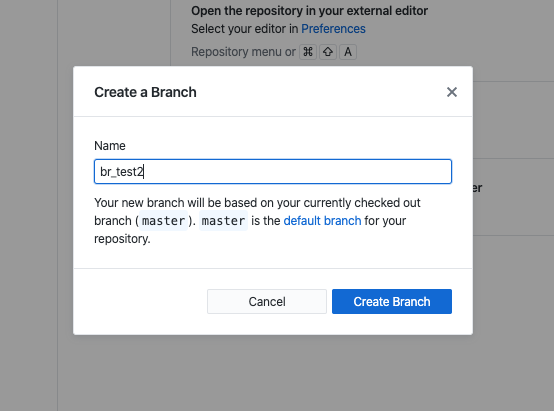 Open the repository in your external editor
Select your editor in Preferences
Repository menu or ⌘ ⇧ A
Create a Branch
Name
br_test2
Your new branch will be based on your currently checked out
branch ( master ). master is the default branch for your
repository.
Cancel
Create Branch